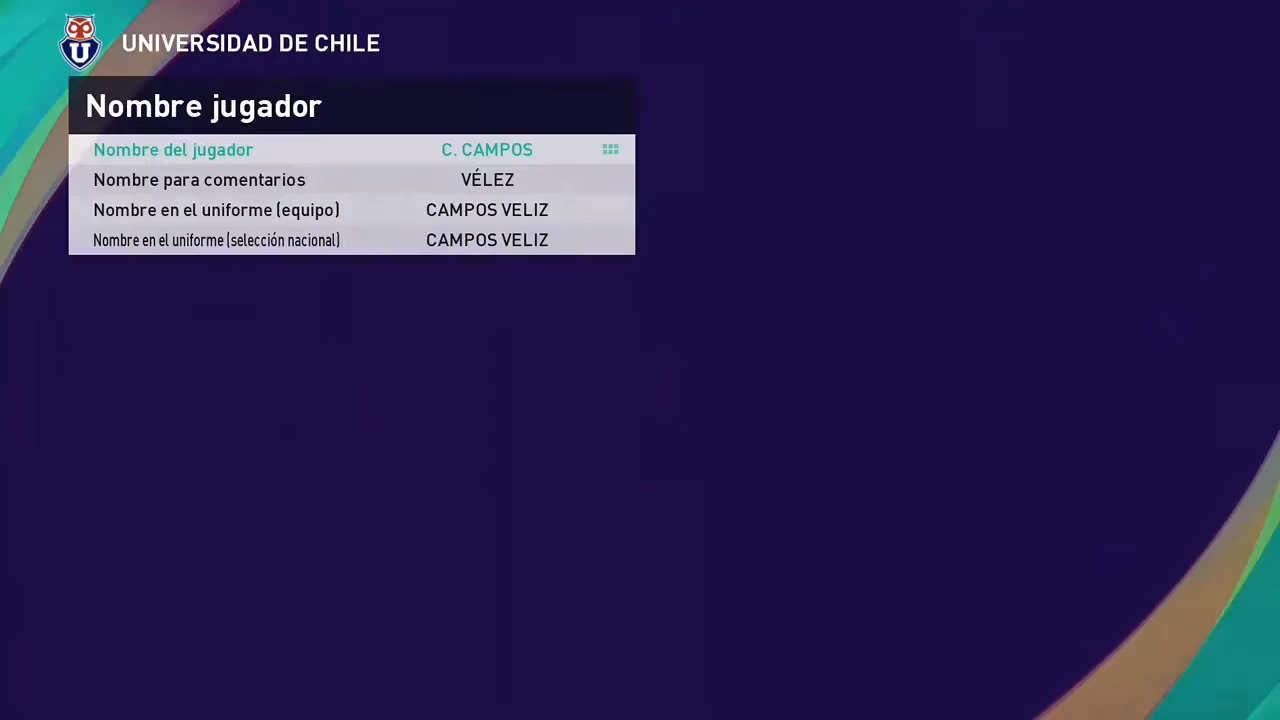 U
UNIVERSIDAD DE CHILE
Nombre jugador
Nombre del jugador C. CAMPOS
Nombre para comentarios VÉLEZ
Nombre en el uniforme (equipo) CAMPOS VELIZ
Nombre en el uniforme (selección nacional) CAMPOS VELIZ